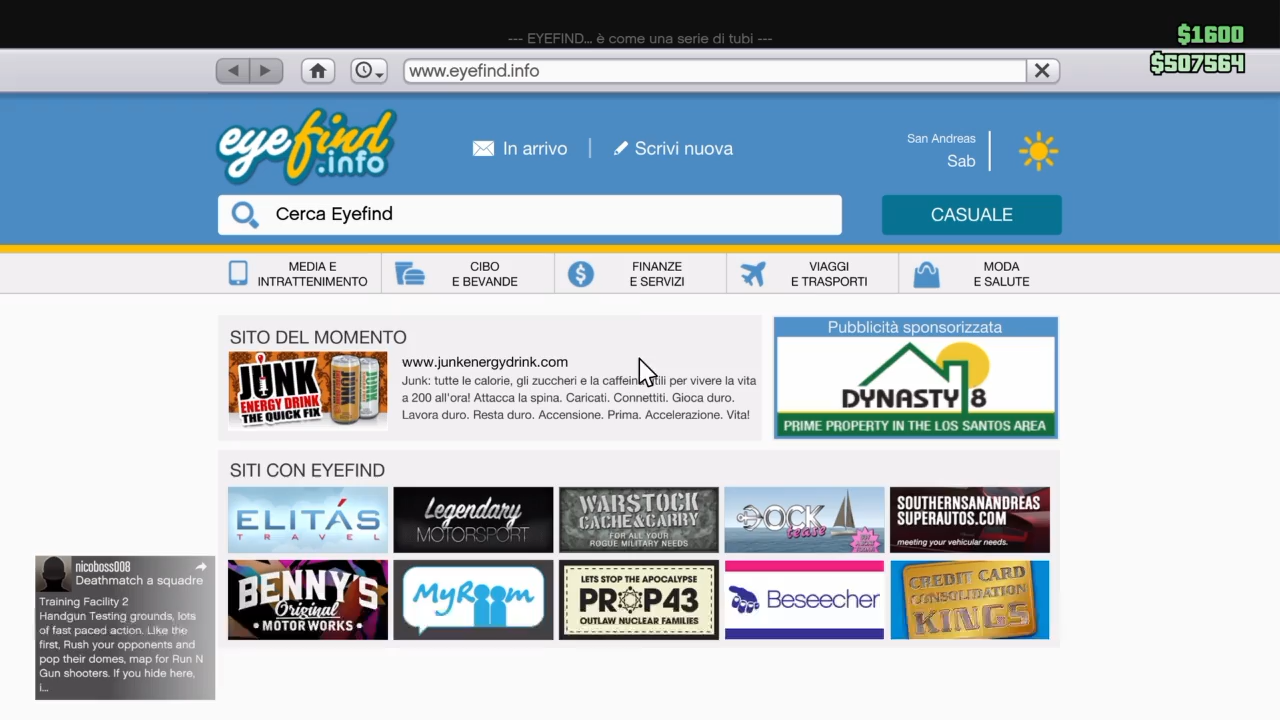 --- EYEFIND... è come una serie di tubi ---
$1600
$507564
www.eyefind.info
eyefind
.info
In arrivo
Scrivi nuova
San Andreas
Sab
Cerca Eyefind
CASUALE
MEDIA E
INTRATTENIMENTO
CIBO
E BEVANDE
FINANZE
E SERVIZI
VIAGGI
E TRASPORTI
MODA
E SALUTE
SITO DEL MOMENTO
JUNK
ENERGY DRINK
THE QUICK FIX
www.junkenergydrink.com
Junk: tutte le calorie, gli zuccheri e la caffeina utili per vivere la vita
a 200 all'ora! Attacca la spina. Caricati. Connettiti. Gioca duro.
Lavora duro. Resta duro. Accensione. Prima. Accelerazione. Vita!
Pubblicità sponsorizzata
DYNASTY 8
PRIME PROPERTY IN THE LOS SANTOS AREA
SITI CON EYEFIND
ELITÁS
TRAVEL
Legendary
MOTORSPORT
WARSTOCK
CACHE&CARRY
FOR ALL YOUR
ROGUE MILITARY NEEDS
DOCK
tease
SOUTHERNSANANDREAS
SUPERAUTOS.COM
meeting your vehicular needs.
BENNY'S
Original
• MOTOR WORKS •
MyRoom
LETS STOP THE APOCALYPSE
PROP43
OUTLAW NUCLEAR FAMILIES
Beseecher
CREDIT CARD
CONSOLIDATION
KINGS
nicoboss008
Deathmatch a squadre
Training Facility 2
Handgun Testing grounds, lots
of fast paced action. Like the
first, Rush your opponents and
pop their domes, map for Run N
Gun shooters. If you hide here,
i...